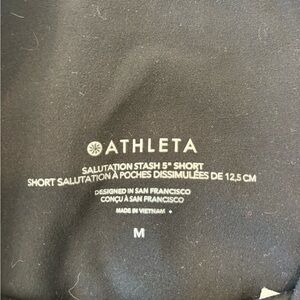 ATHLETA
SALUTATION STASH 5" SHORT
SHORT SALUTATION À POCHES DISSIMULÉES DE 12,5 CM
DESIGNED IN SAN FRANCISCO
CONÇU À SAN FRANCISCO
MADE IN VIETNAM
M